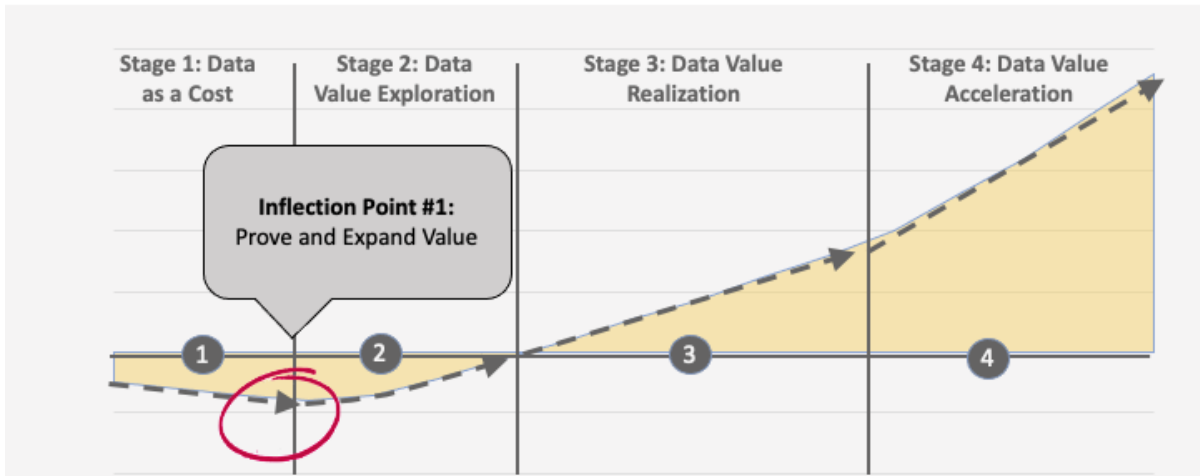 Stage 1: Data
as a Cost
Stage 2: Data
Value Exploration
Stage 3: Data Value
Realization
Stage 4: Data Value
Acceleration
Inflection Point #1:
Prove and Expand Value
1
2
3
4